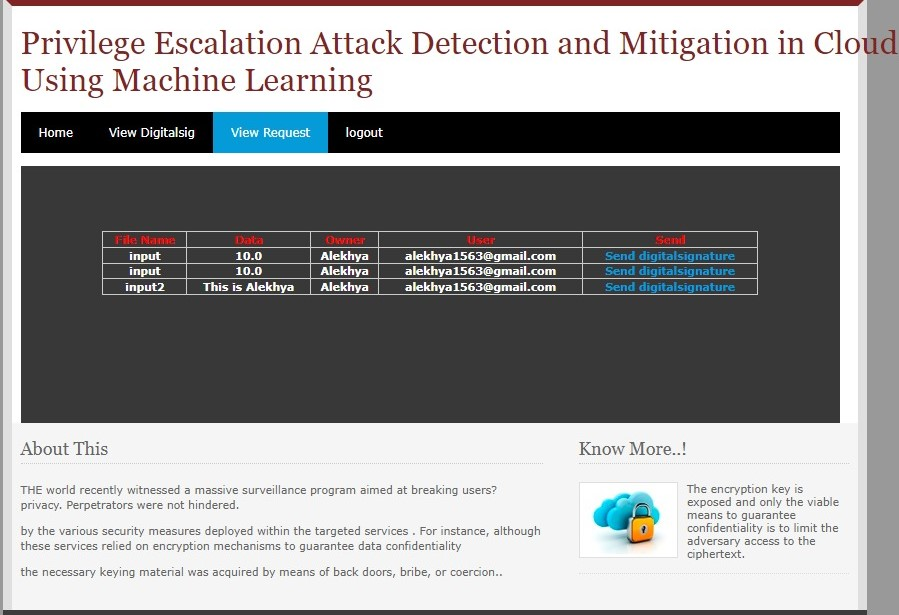 Privilege Escalation Attack Detection and Mitigation in Cloud
Using Machine Learning
Home View Digitalsig View Request logout
File Name Data Owner User Send
input 10.0 Alekhya alekhya1563@gmail.com Send digitalsignature
input 10.0 Alekhya alekhya1563@gmail.com Send digitalsignature
input2 This is Alekhya Alekhya alekhya1563@gmail.com Send digitalsignature
About This
THE world recently witnessed a massive surveillance program aimed at breaking users?
privacy. Perpetrators were not hindered.
by the various security measures deployed within the targeted services . For instance, although
these services relied on encryption mechanisms to guarantee data confidentiality
the necessary keying material was acquired by means of back doors, bribe, or coercion..
Know More..!
The encryption key is
exposed and only the viable
means to guarantee
confidentiality is to limit the
adversary access to the
ciphertext.